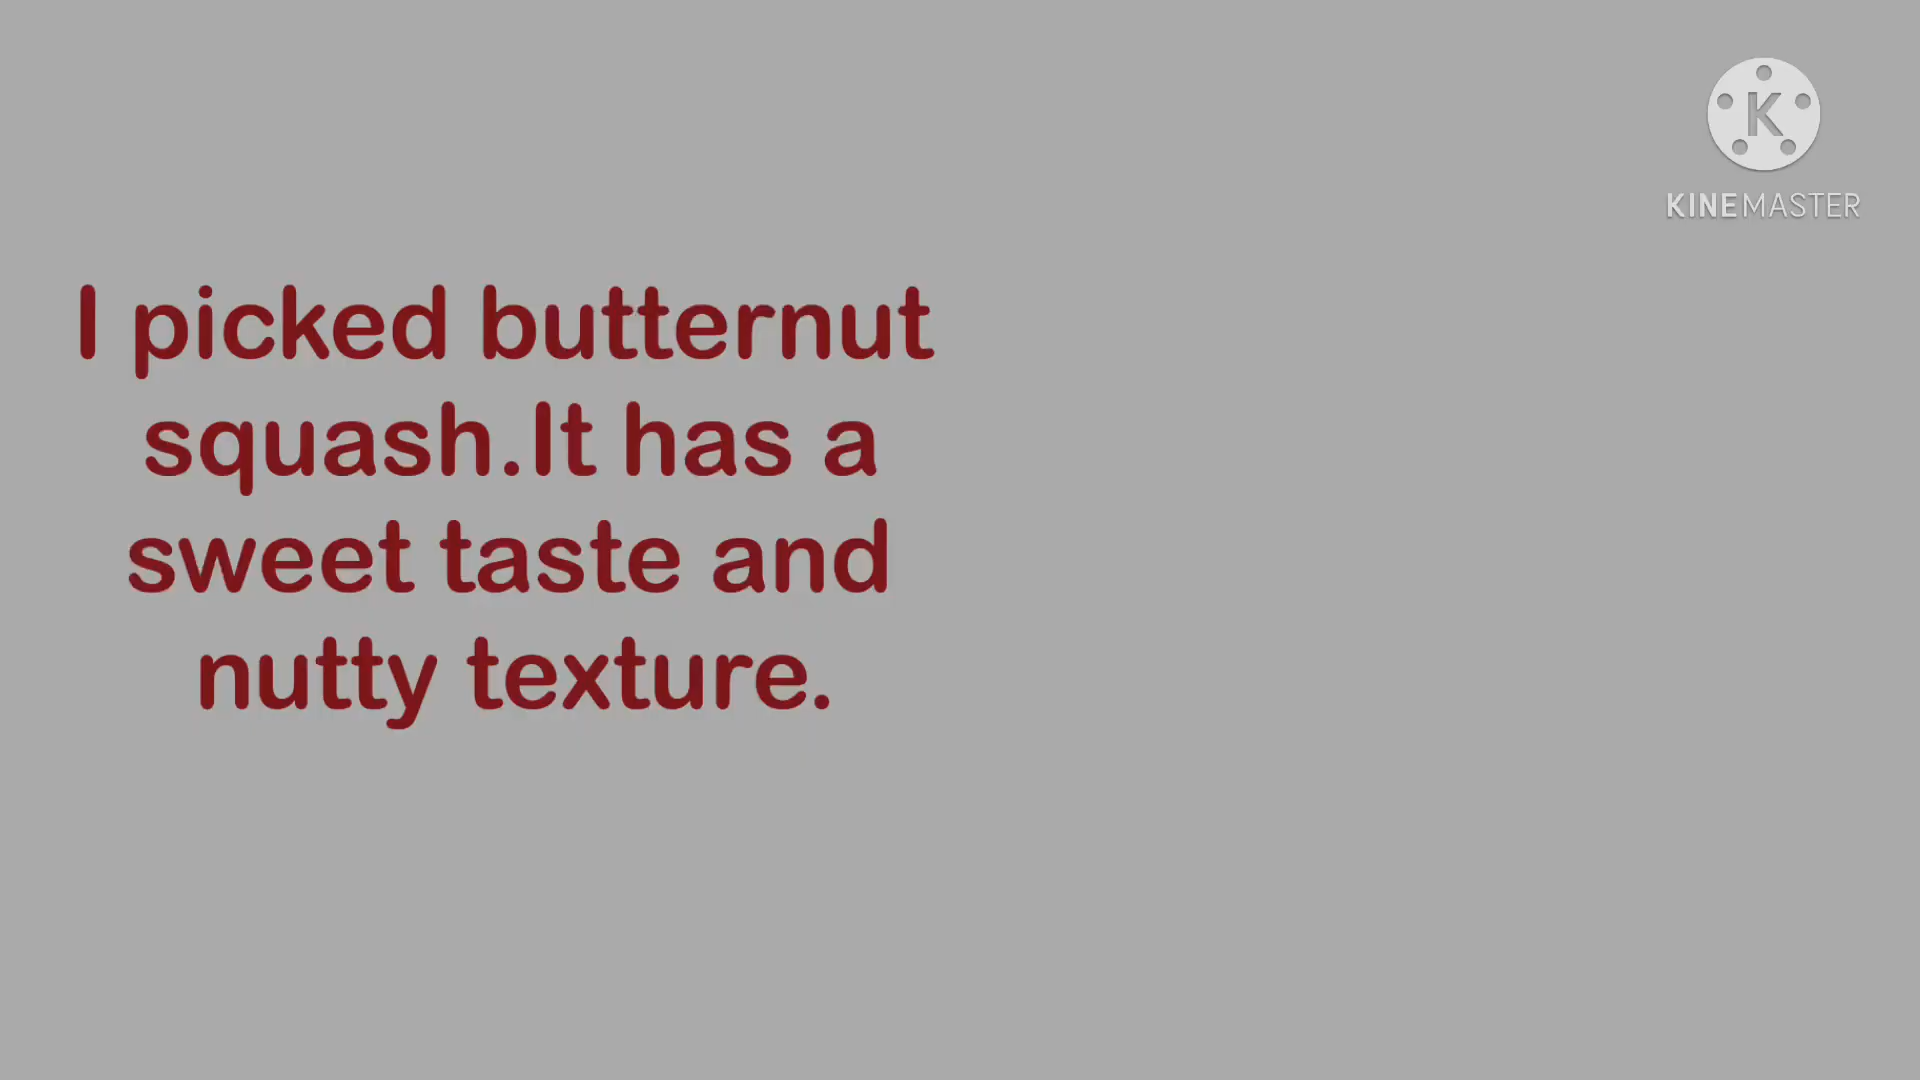 K
KINEMASTER
I picked butternut
squash.It has a
sweet taste and
nutty texture.